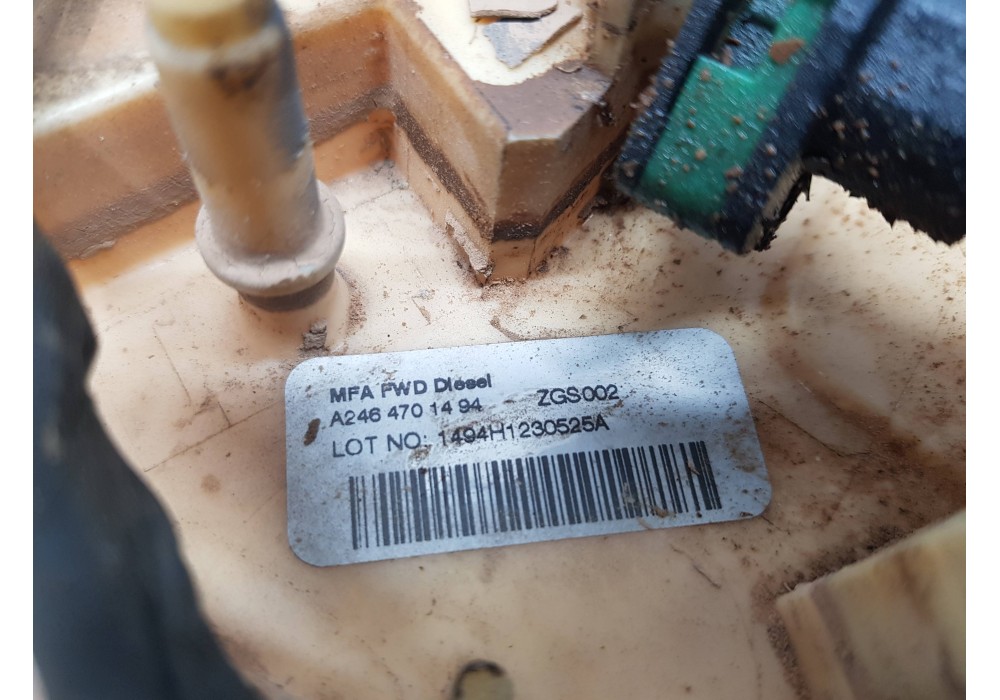 MFA FWD Diesel
A246 470 14 94 ZGS002
LOT NO: 1494H1230525A